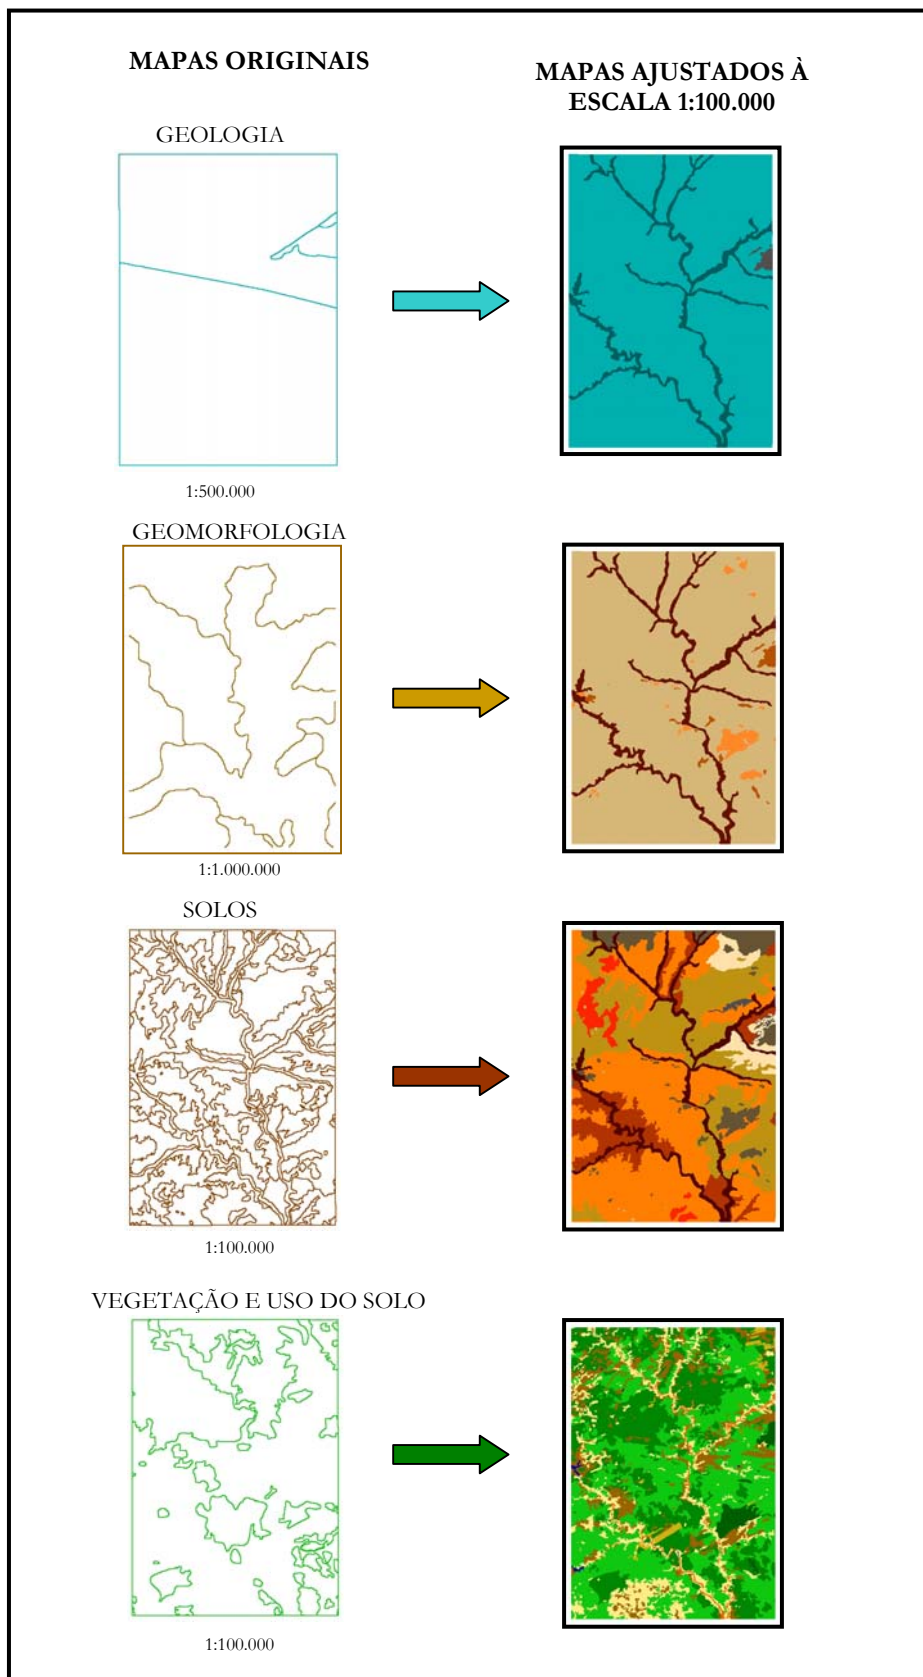 MAPAS ORIGINAIS
MAPAS AJUSTADOS À
ESCALA 1:100.000
GEOLOGIA
1:500.000
GEOMORFOLOGIA
1:1.000.000
SOLOS
1:100.000
VEGETAÇÃO E USO DO SOLO
1:100.000